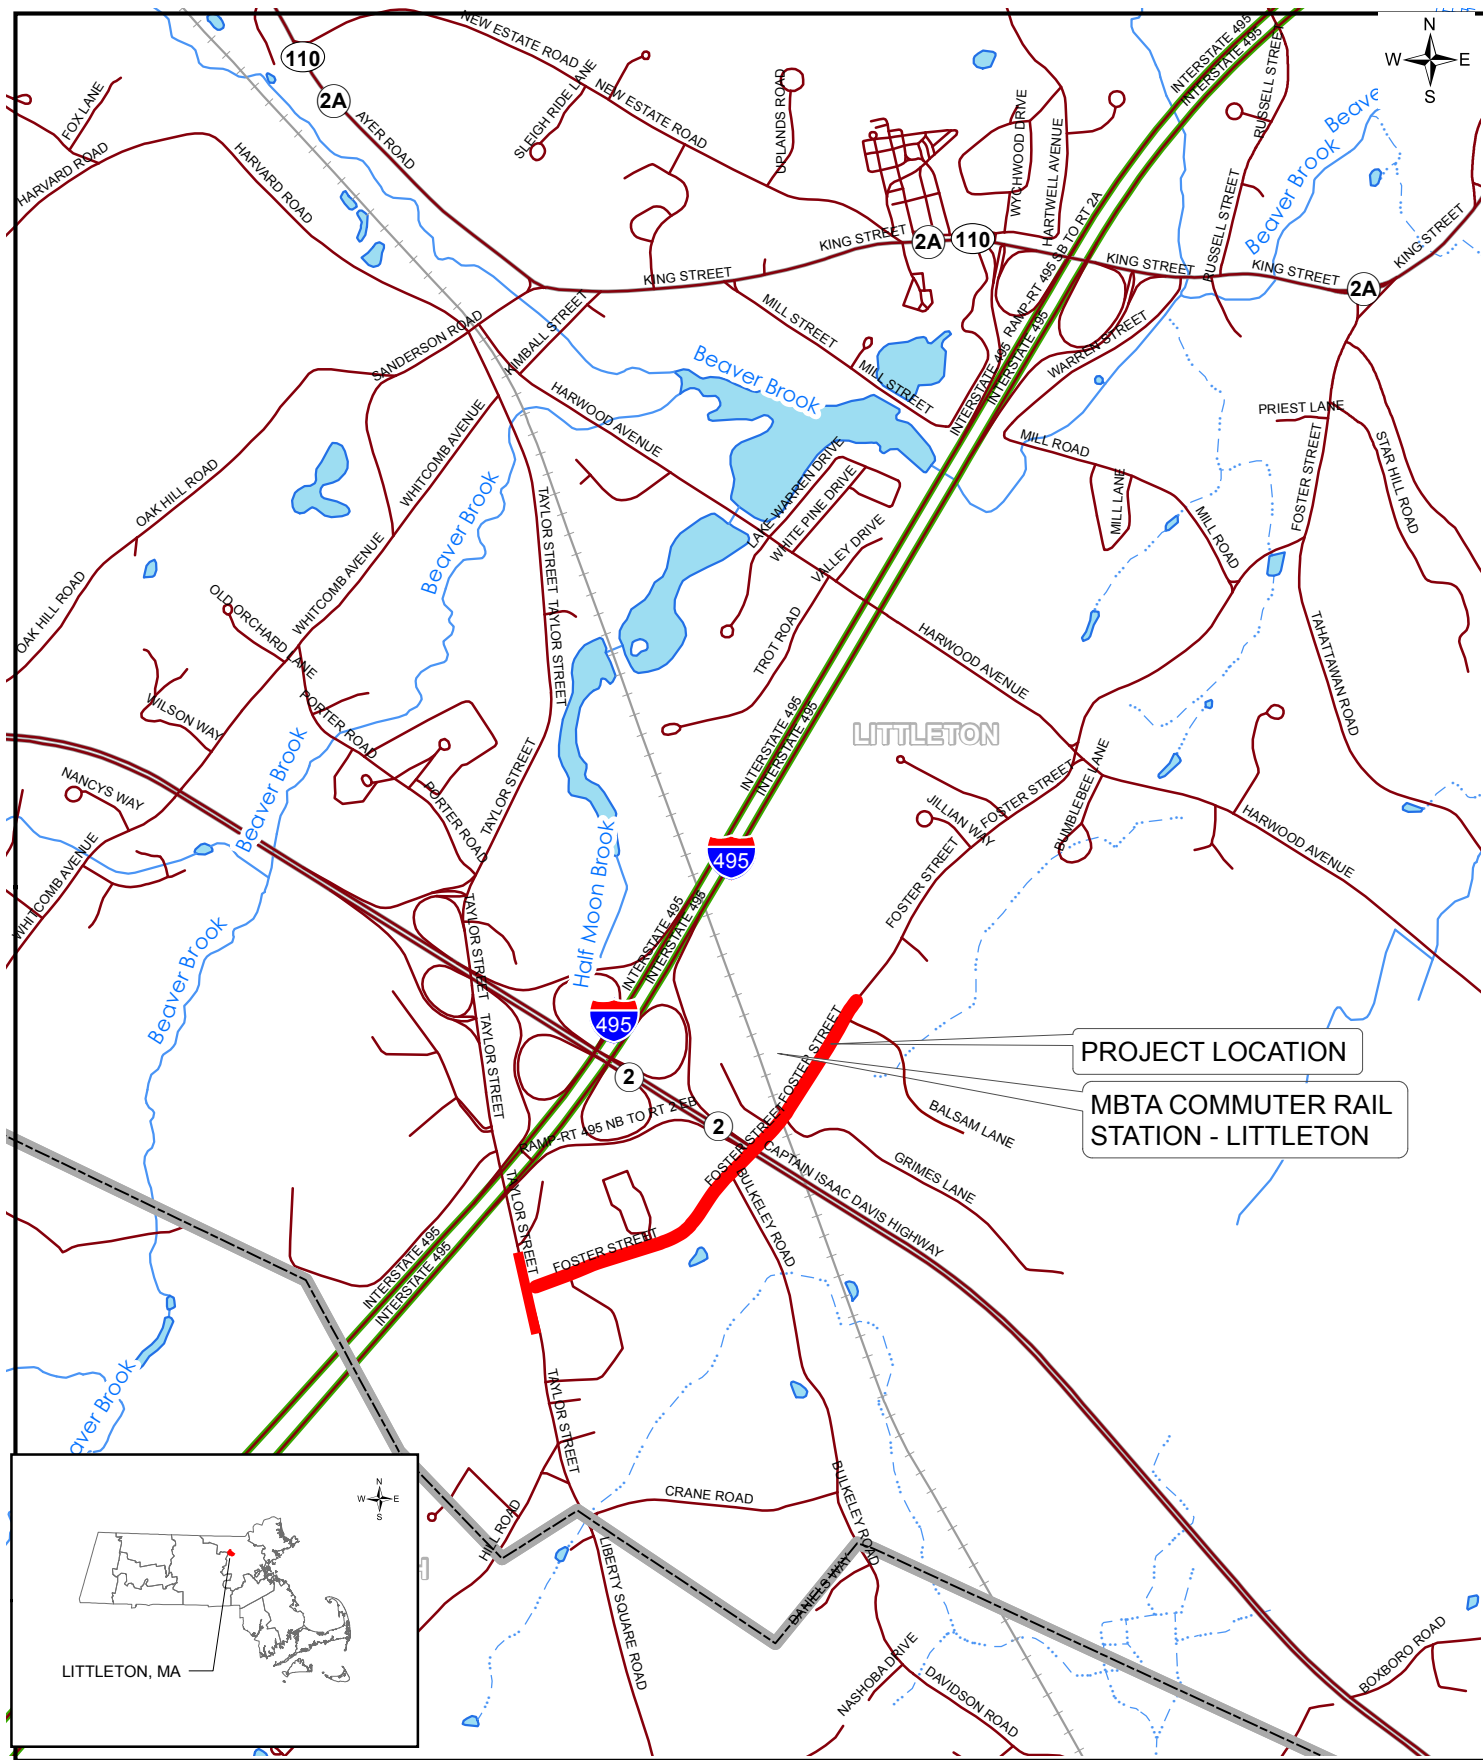 N
W E
S
NEW ESTATE ROAD
INTERSTATE 495
INTERSTATE 495
RUSSELL STREET
110
2A
FOX LANE
SLEIGH RIDE LANE
NEW ESTATE ROAD
UPLANDS ROAD
AYER ROAD
HARVARD ROAD
HARVARD ROAD
WYCHWOOD DRIVE
HARTWELL AVENUE
Beave
Beaver Brook
RUSSELL STREET
KING STREET
KING STREET
2A
110
KING STREET
KING STREET
KING STREET
2A
RAMP-RT 495 SB TO RT 2A
INTERSTATE 495
INTERSTATE 495
MILL STREET
MILL STREET
KIMBALL STREET
SANDERSON ROAD
WARREN STREET
Beaver Brook
HARWOOD AVENUE
WHITCOMB AVENUE
OAK HILL ROAD
MILL ROAD
PRIEST LANE
FOSTER STREET
STAR HILL ROAD
LAKE WARREN DRIVE
WHITE PINE DRIVE
VALLEY DRIVE
MILL LANE
MILL ROAD
TAYLOR STREET
TAYLOR STREET
Beaver Brook
WHITCOMB AVENUE
OAK HILL ROAD
OLD ORCHARD LANE
TROT ROAD
HARWOOD AVENUE
TAHATTAWAN ROAD
WILSON WAY
PORTER ROAD
INTERSTATE 495
INTERSTATE 495
LITTLETON
NANCYS WAY
Beaver Brook
PORTER ROAD
TAYLOR STREET
JILLIAN WAY
FOSTER STREET
BUMBLEBEE LANE
HARWOOD AVENUE
495
WHITCOMB AVENUE
Half Moon Brook
FOSTER STREET
Beaver Brook
TAYLOR STREET
TAYLOR STREET
INTERSTATE 495
INTERSTATE 495
495
2
FOSTER STREET
PROJECT LOCATION
MBTA COMMUTER RAIL
STATION - LITTLETON
BALSAM LANE
RAMP-RT 495 NB TO RT 2 EB
2
FOSTER STREET
CAPTAIN ISAAC DAVIS HIGHWAY
GRIMES LANE
TAYLOR STREET
BULKELEY ROAD
FOSTER STREET
INTERSTATE 495
INTERSTATE 495
aver Brook
TAYLOR STREET
BULKELEY ROAD
CRANE ROAD
HILL ROAD
LIBERTY SQUARE ROAD
DANIELS WAY
NASHOBA DRIVE
DAVIDSON ROAD
BOXBORO ROAD
H
N
W E
S
LITTLETON, MA